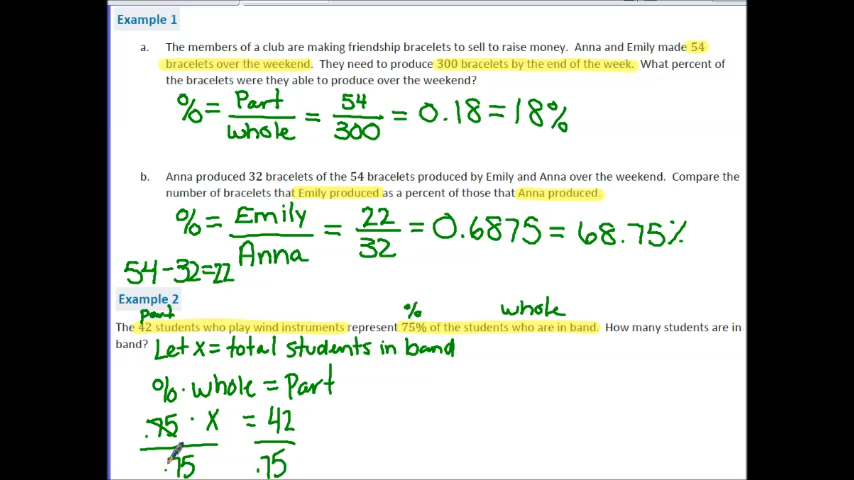 Example 1
a. The members of a club are making friendship bracelets to sell to raise money. Anna and Emily made 54
bracelets over the weekend. They need to produce 300 bracelets by the end of the week. What percent of
the bracelets were they able to produce over the weekend?
% = Part / whole = 54 / 300 = 0.18 = 18%
b. Anna produced 32 bracelets of the 54 bracelets produced by Emily and Anna over the weekend. Compare the
number of bracelets that Emily produced as a percent of those that Anna produced.
% = Emily / Anna = 22 / 32 = 0.6875 = 68.75%
54 - 32 = 22
Example 2
part % whole
The 42 students who play wind instruments represent 75% of the students who are in band. How many students are in
band? Let x = total students in band
% · whole = Part
.75 · x = 42
.75 .75